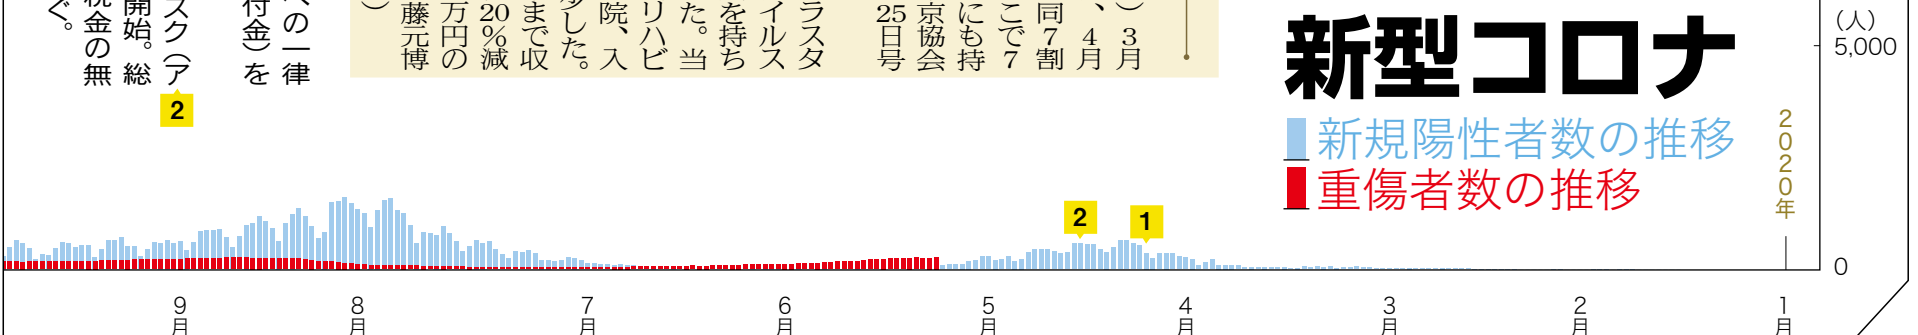 （人）
5,000
0
2020年
新型コロナ
新規陽性者数の推移
重傷者数の推移
）3月
、4月
同7割
こで7
にも持
京協会
25日号
ラスタ
イルス
を持ち
た。当
リハビ
院、入
した。
まで収
20％減
万円の
藤元博
）
の一律
付金）を
スク（ア
開始。総
税金の無
ぐ。
1
2
2
1月
2月
3月
4月
5月
6月
7月
8月
9月